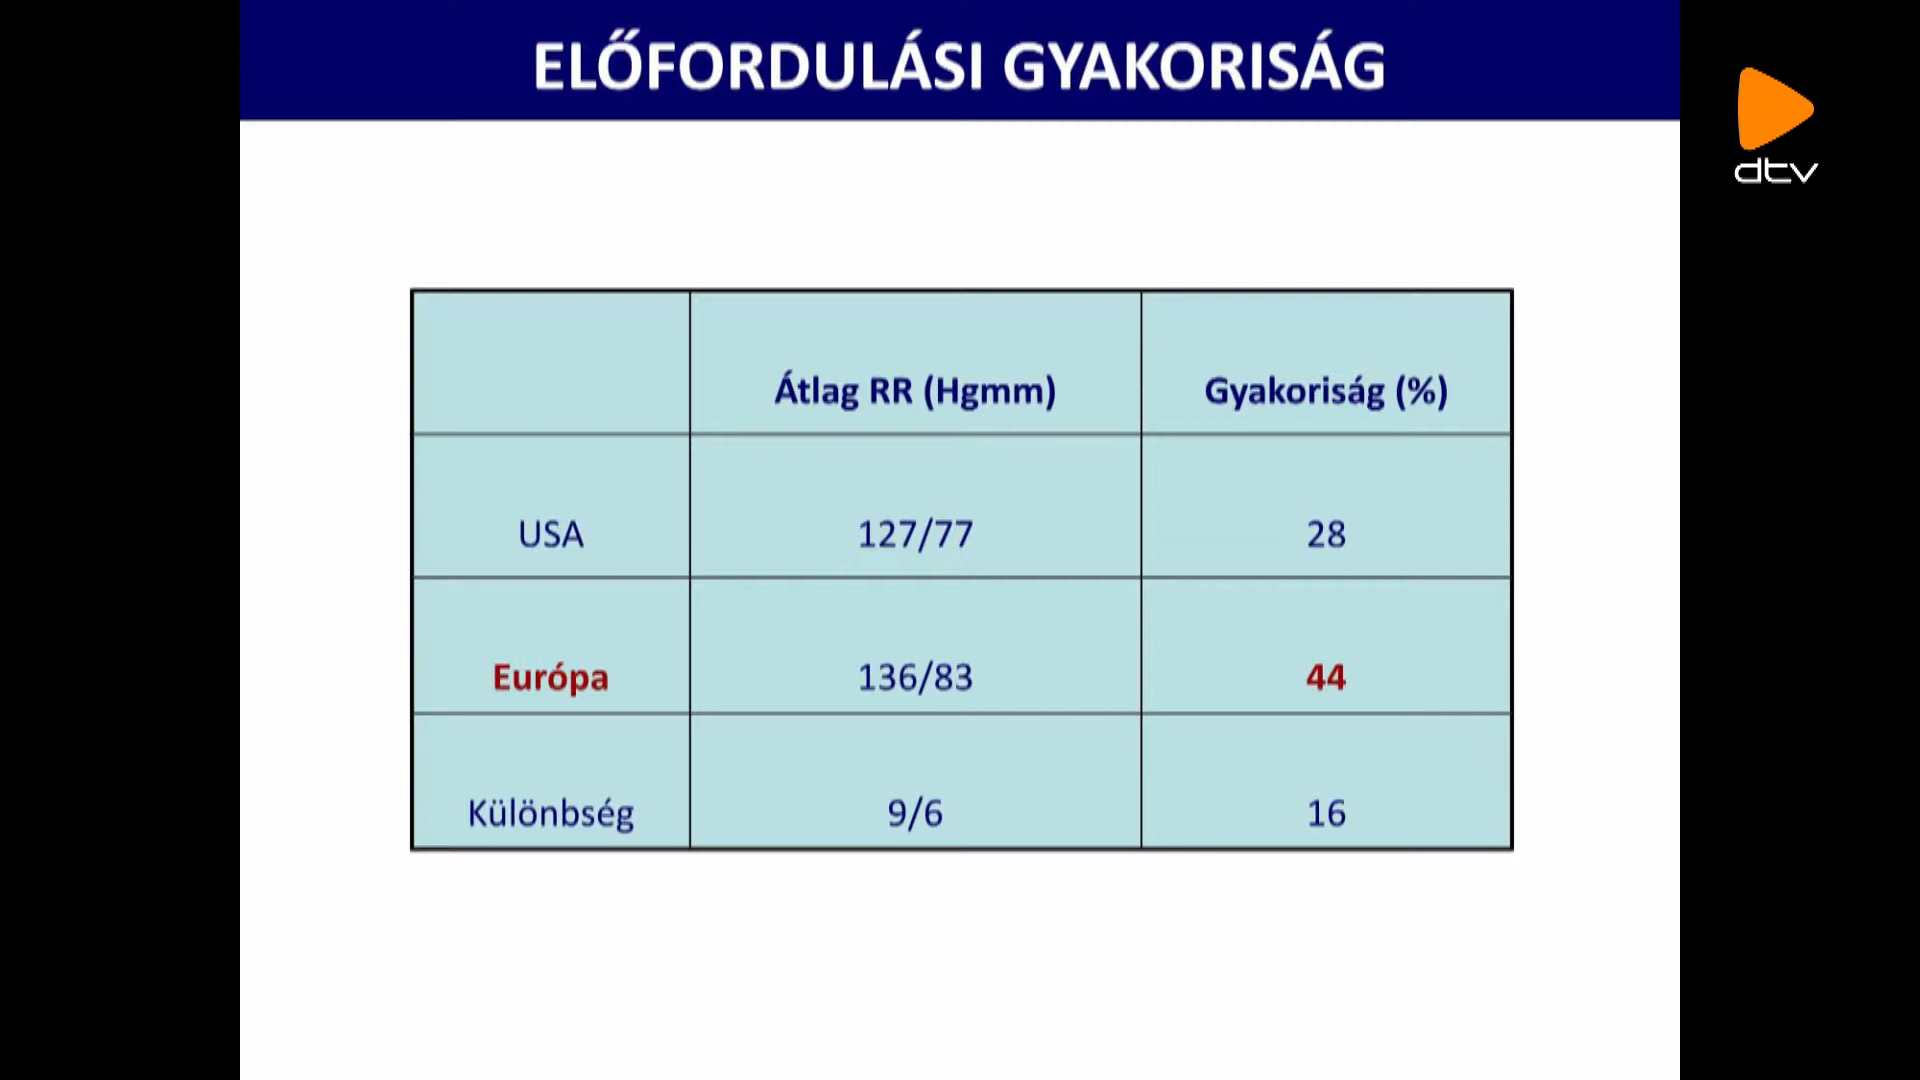 ELŐFORDULÁSI GYAKORISÁG
dtv
Átlag RR (Hgmm) Gyakoriság (%)
USA 127/77 28
Európa 136/83 44
Különbség 9/6 16